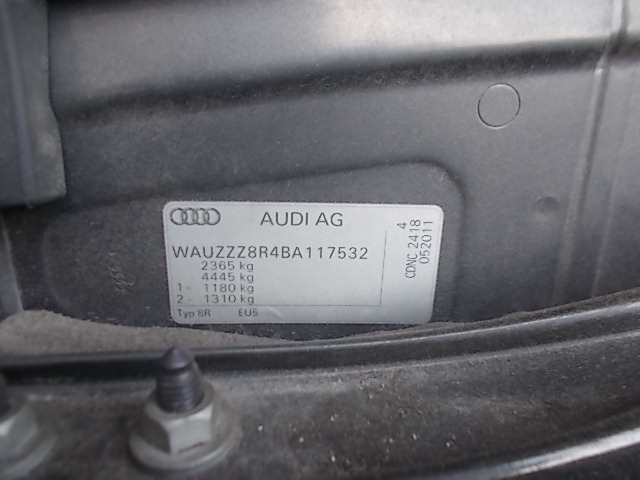 AUDI AG
WAUZZZ8R4BA117532
2365 kg
4445 kg
1 - 1180 kg
2 - 1310 kg
Typ 8R EU5
4
CDNC 2418
052011